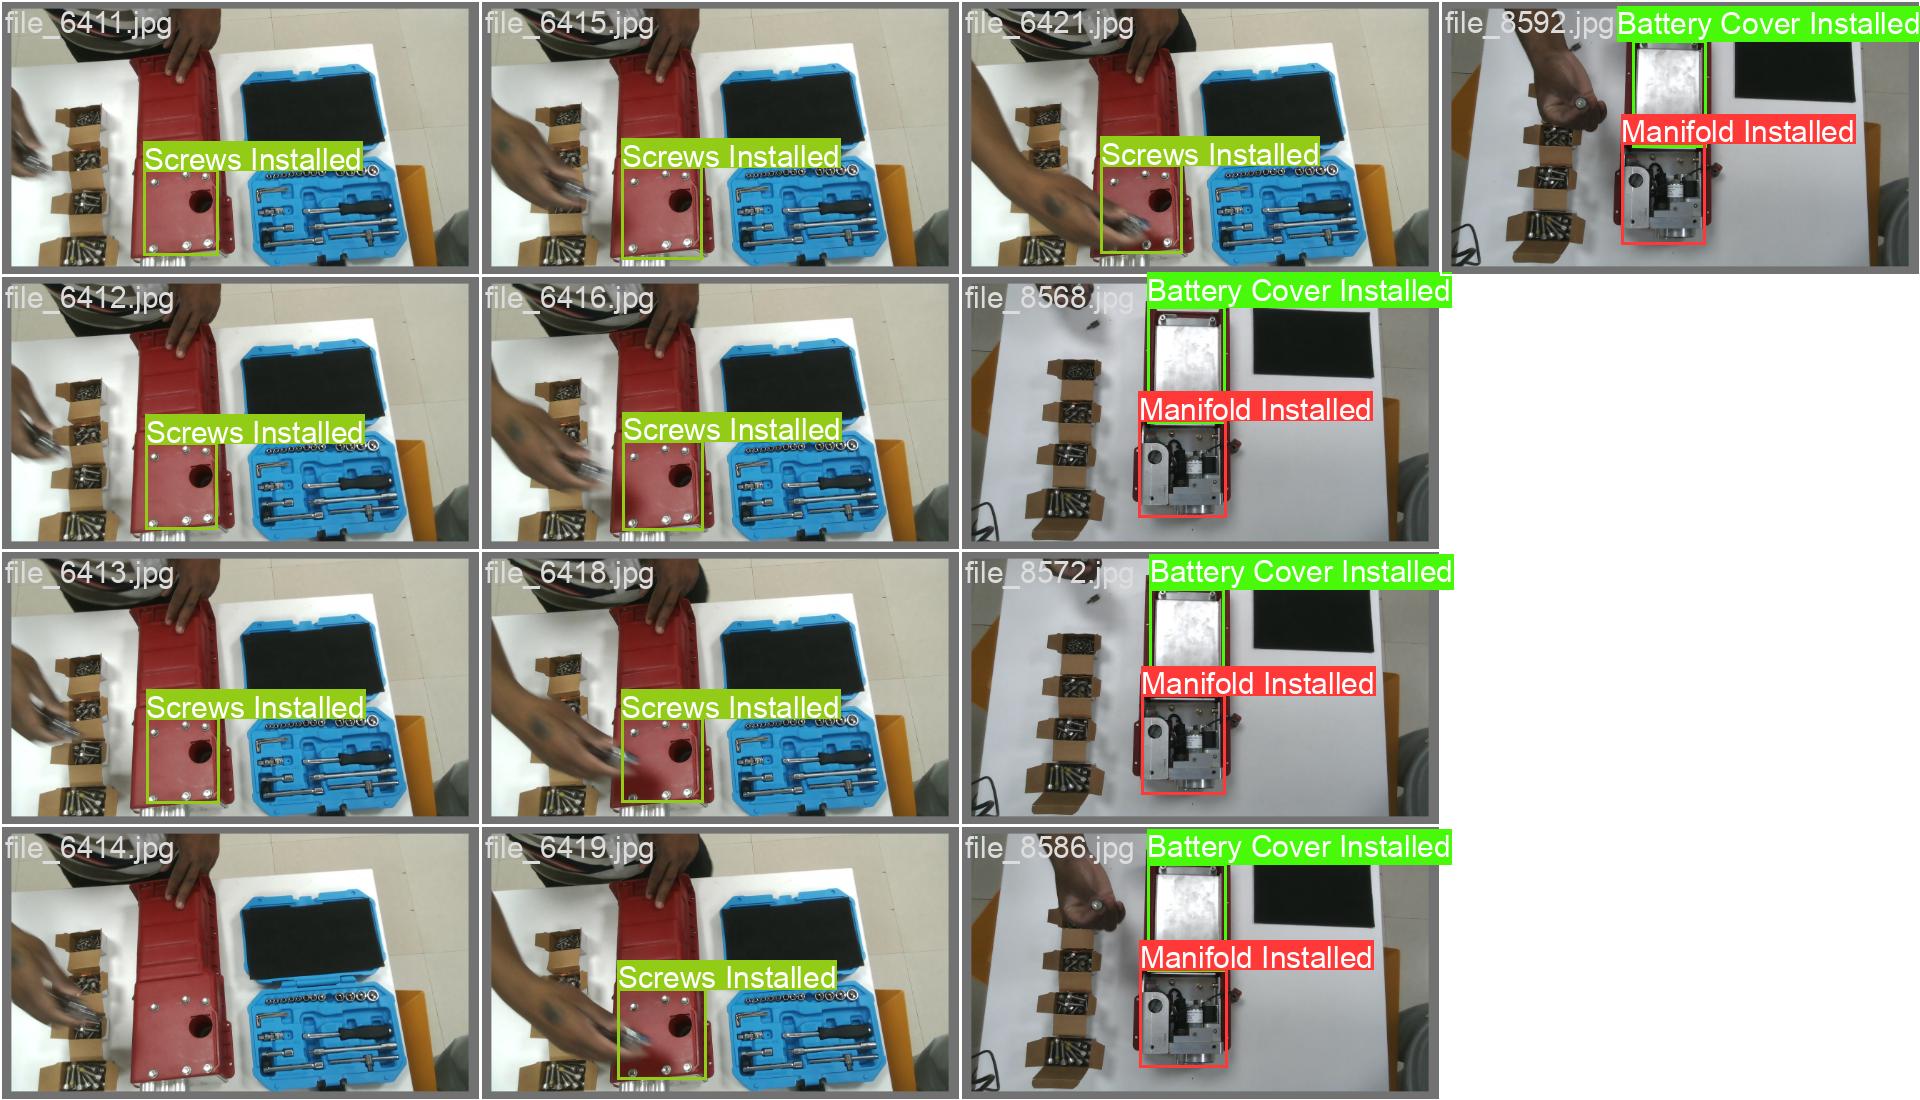 file_6411.jpg
Screws Installed
file_6415.jpg
Screws Installed
file_6421.jpg
Screws Installed
file_8592.jpg
Battery Cover Installed
Manifold Installed
file_6412.jpg
Screws Installed
file_6416.jpg
Screws Installed
file_8568.jpg
Battery Cover Installed
Manifold Installed
file_6413.jpg
Screws Installed
file_6418.jpg
Screws Installed
file_8572.jpg
Battery Cover Installed
Manifold Installed
file_6414.jpg
file_6419.jpg
Screws Installed
file_8586.jpg
Battery Cover Installed
Manifold Installed